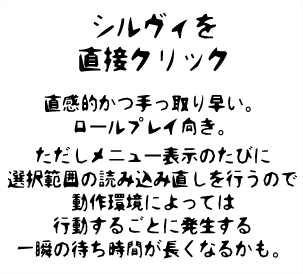 シルヴィを
直接クリック
直感的かつ手っ取り早い。
ロールプレイ向き。
ただしメニュー表示のたびに
選択範囲の読み込み直しを行うので
動作環境によっては
行動するごとに発生する
一瞬の待ち時間が長くなるかも。